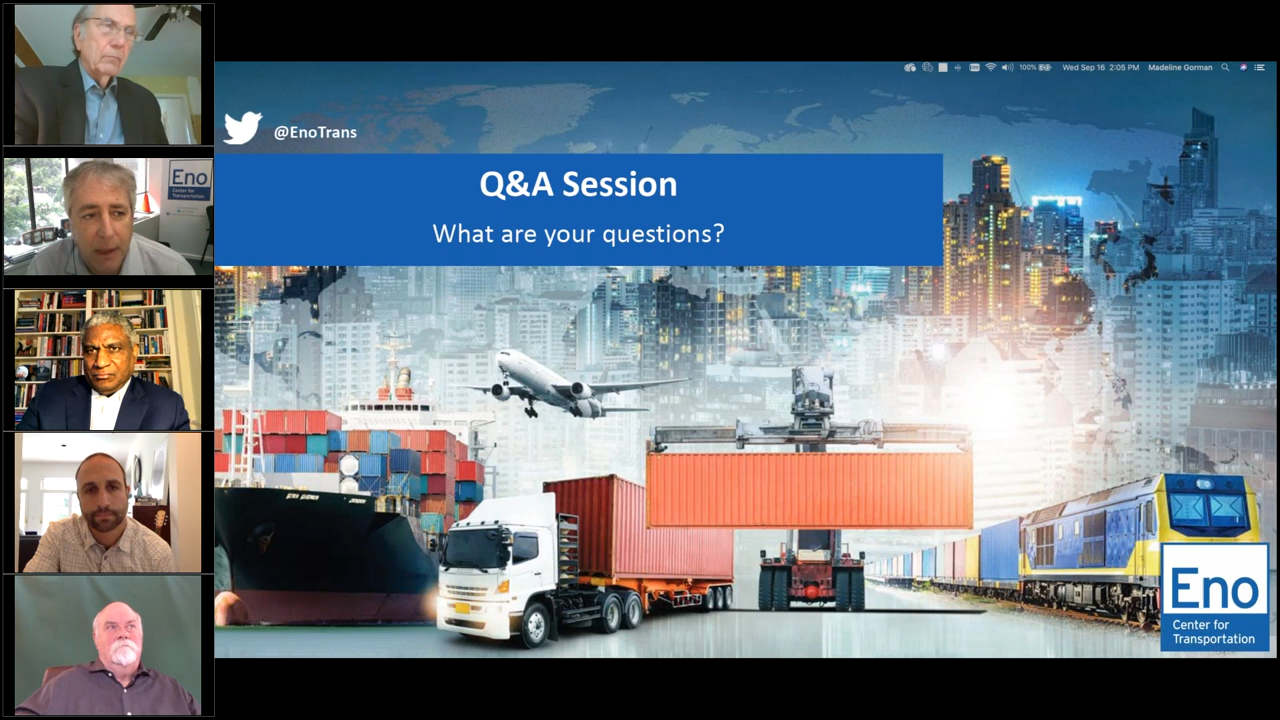 100%
Wed Sep 16 2:05 PM
Madeline Gorman
@EnoTrans
Q&A Session
What are your questions?
Eno
Center for
Transportation
Eno
Center for
Transportation